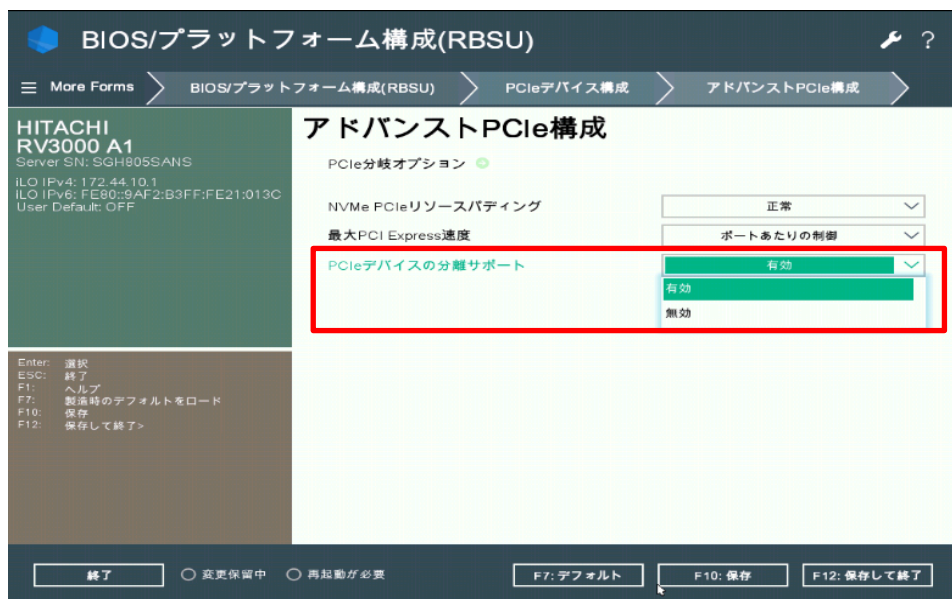 BIOS/プラットフォーム構成(RBSU)
?
More Forms
BIOS/プラットフォーム構成(RBSU)
PCIeデバイス構成
アドバンストPCIe構成
HITACHI
RV3000 A1
Server SN: SGH805SANS
iLO IPv4: 172.44.10.1
iLO IPv6: FE80::9AF2:B3FF:FE21:013C
User Default: OFF
アドバンストPCIe構成
PCIe分岐オプション
NVMe PCIeリソースパディング
正常
最大PCI Express速度
ポートあたりの制御
PCIeデバイスの分離サポート
有効
有効
無効
Enter: 選択
ESC: 終了
F1: ヘルプ
F7: 製造時のデフォルトをロード
F10: 保存
F12: 保存して終了>
終了
変更保留中
再起動が必要
F7: デフォルト
F10: 保存
F12: 保存して終了